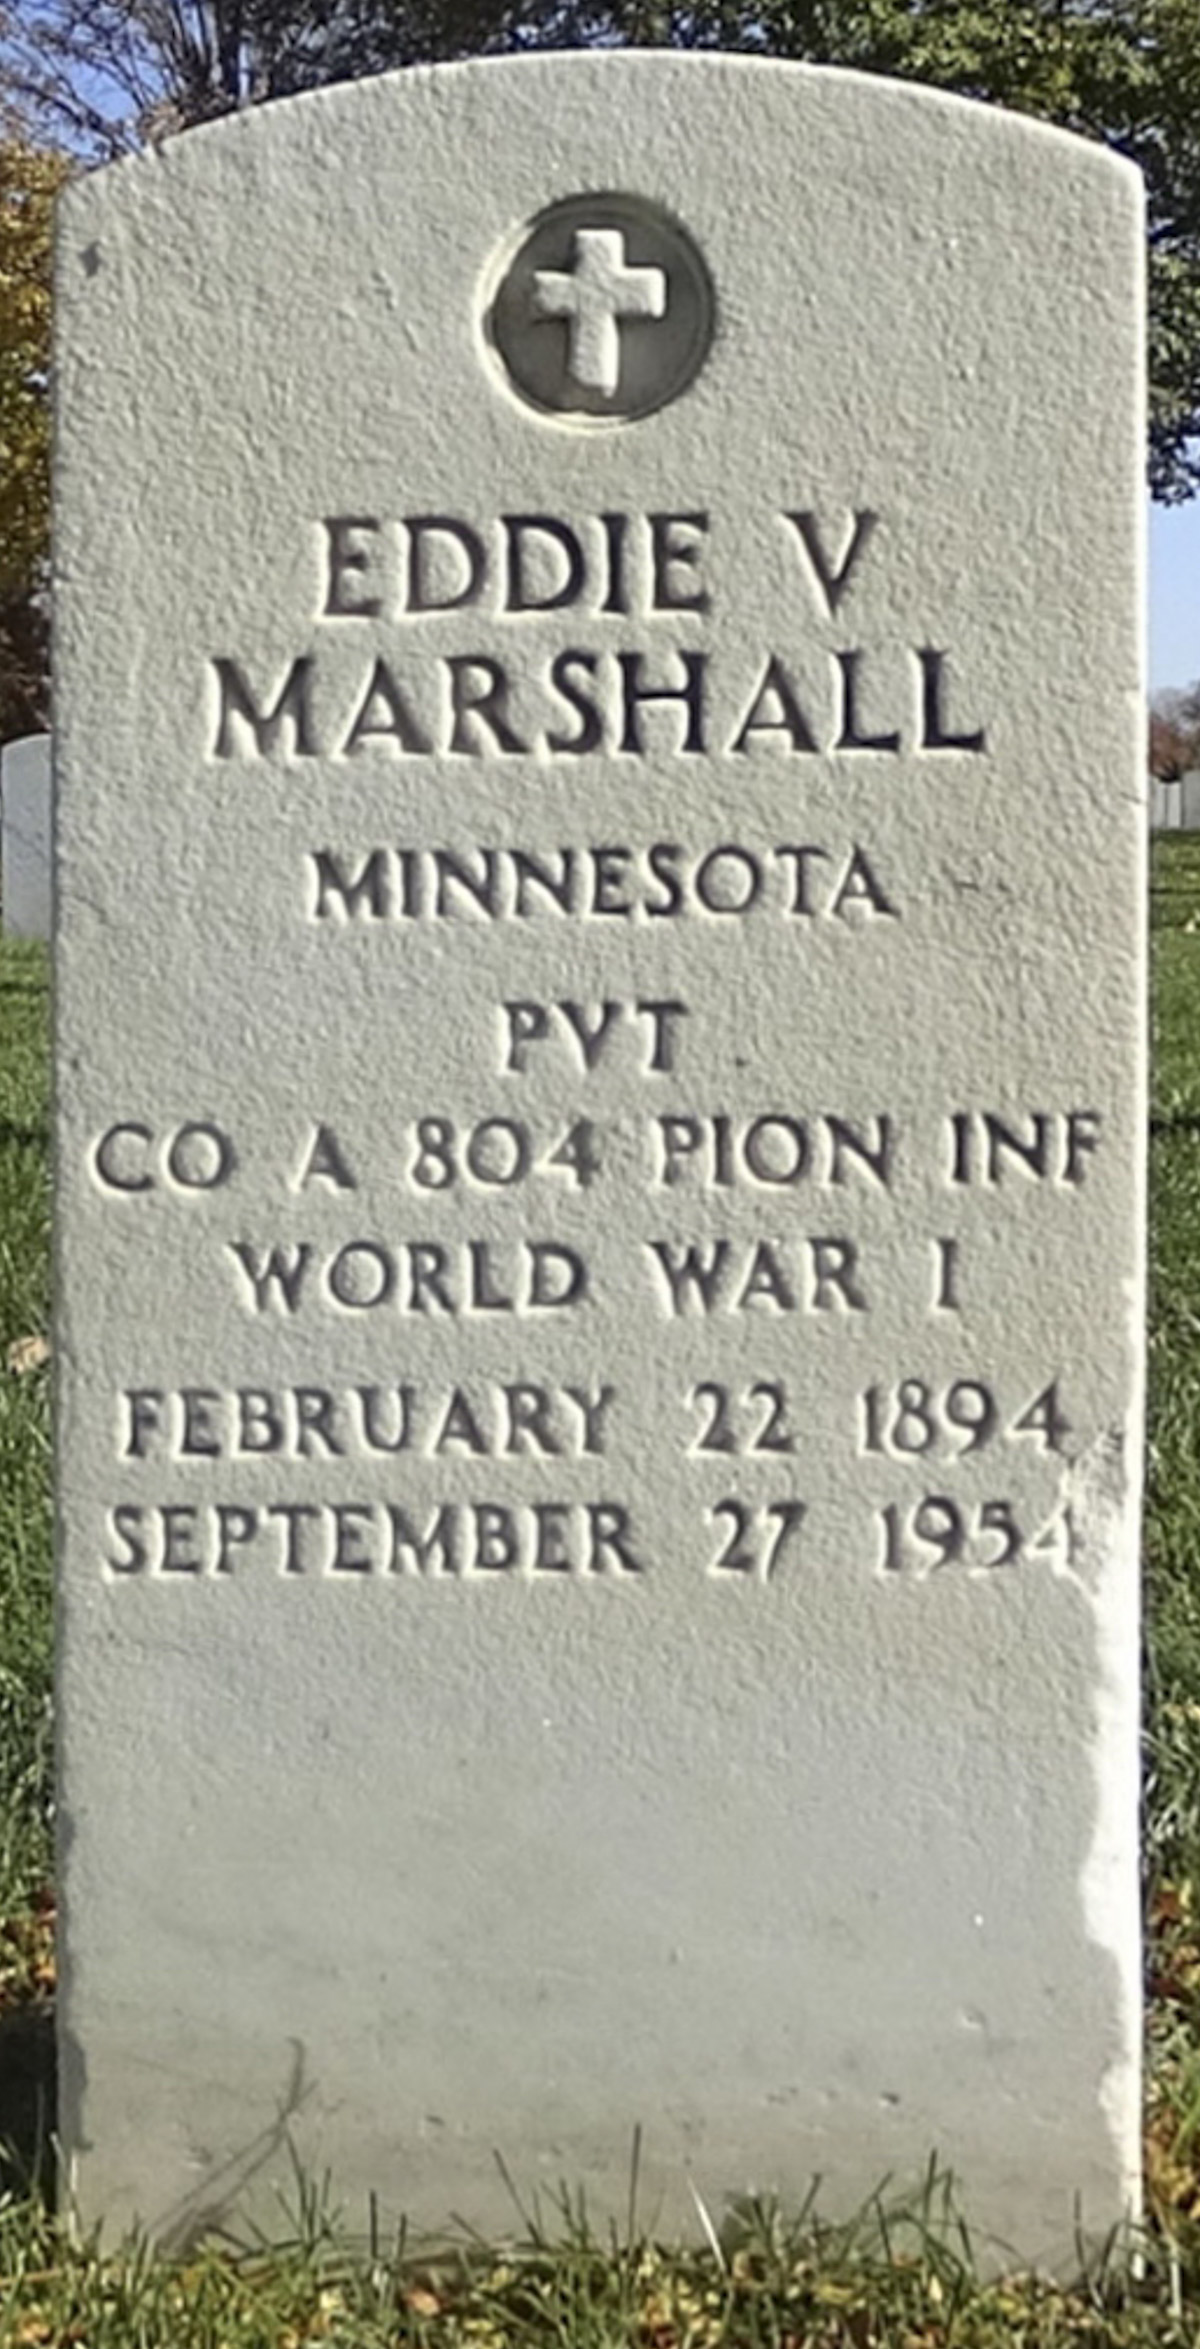 EDDIE V
MARSHALL
MINNESOTA
PVT
CO A 804 PION INF
WORLD WAR I
FEBRUARY 22 1894
SEPTEMBER 27 1954